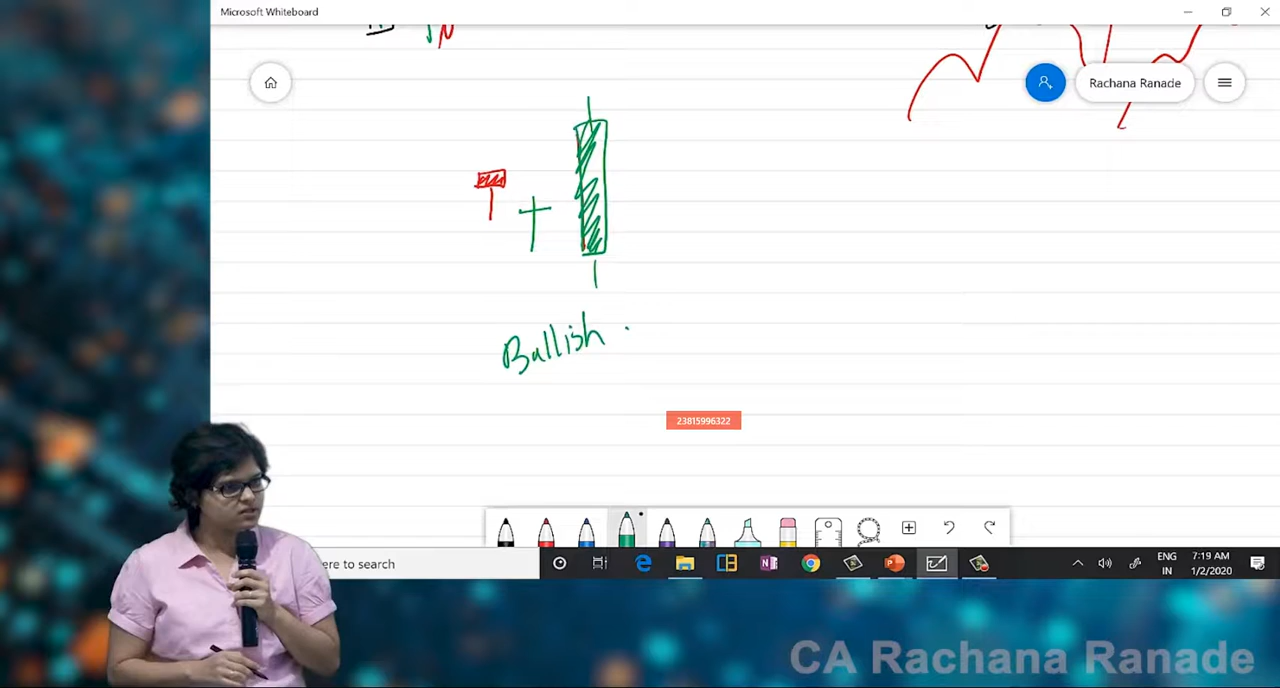 Microsoft Whiteboard
Rachana Ranade
Bullish
23815996322
ere to search
ENG
IN
7:19 AM
1/2/2020
CA Rachana Ranade